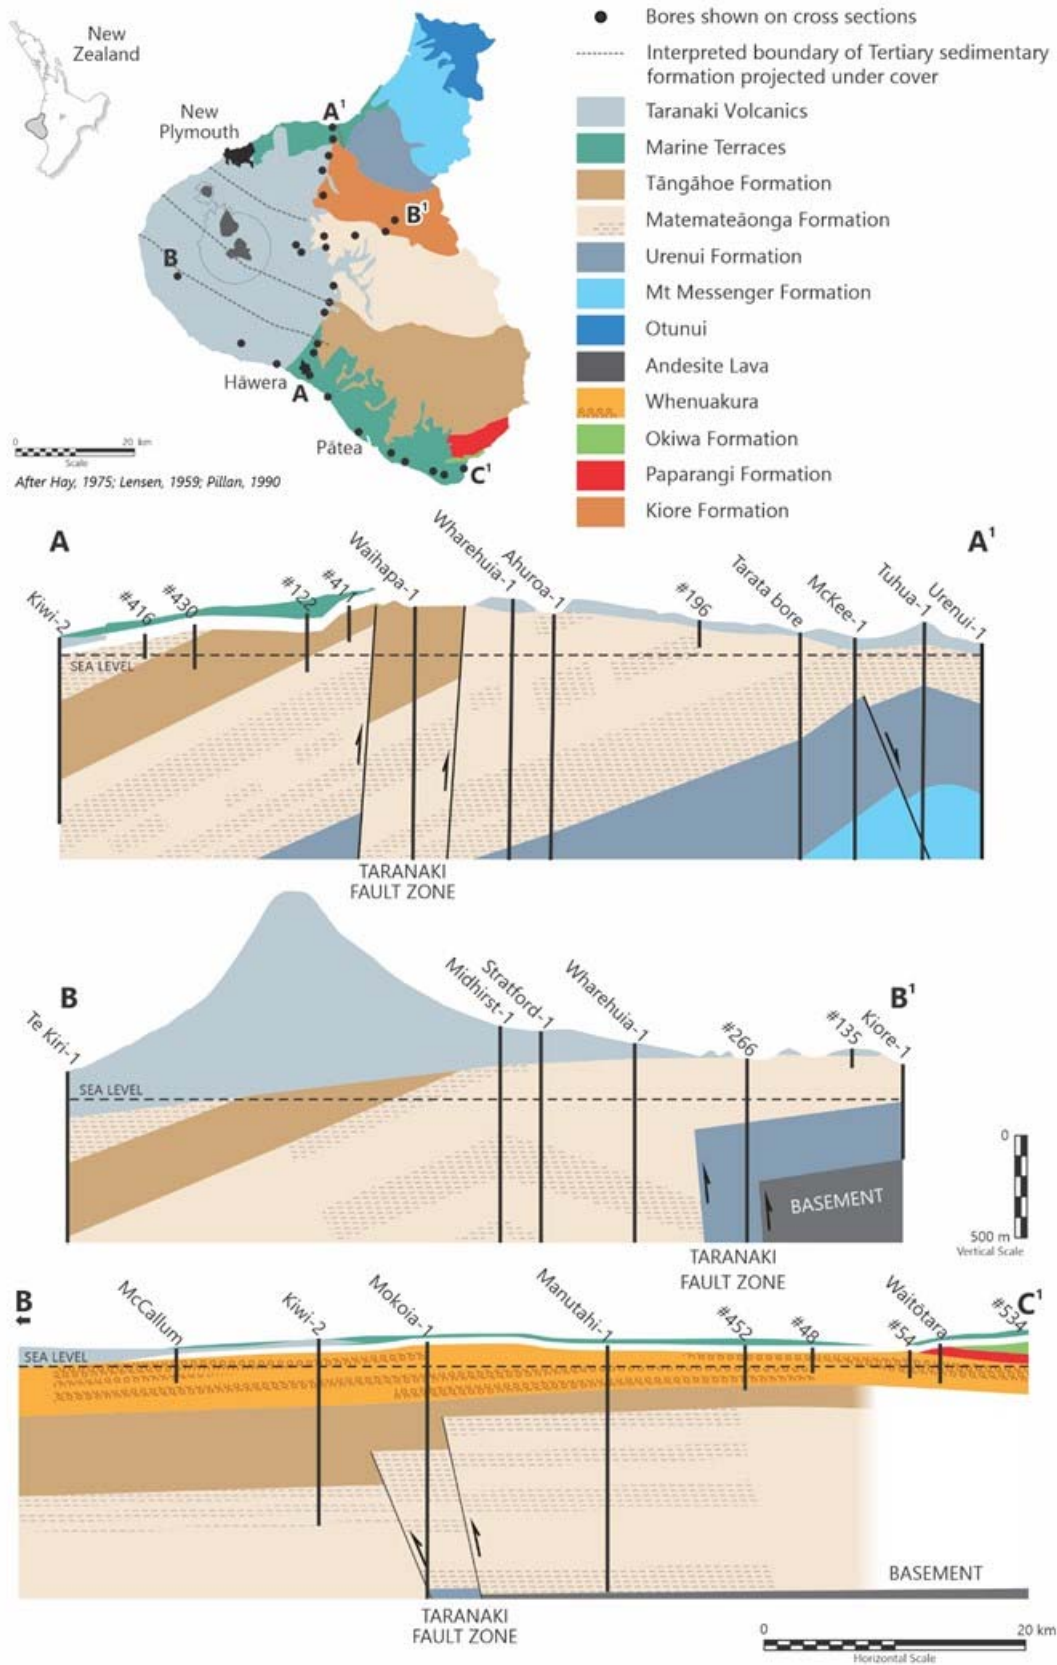 New
Zealand
New
Plymouth
A¹
B¹
B
Hāwera
A
Pātea
C¹
0 20 km
Scale
After Hay, 1975; Lensen, 1959; Pillan, 1990
Bores shown on cross sections
Interpreted boundary of Tertiary sedimentary
formation projected under cover
Taranaki Volcanics
Marine Terraces
Tāngāhoe Formation
Matemateāonga Formation
Urenui Formation
Mt Messenger Formation
Otunui
Andesite Lava
Whenuakura
Okiwa Formation
Paparangi Formation
Kiore Formation
A
A¹
Kiwi-2
#416
#430
#122
#411
Waihapa-1
Wharehuia-1
Ahuroa-1
#196
Tarata bore
McKee-1
Tuhua-1
Urenui-1
SEA LEVEL
TARANAKI
FAULT ZONE
B
B¹
Te Kiri-1
Midhirst-1
Stratford-1
Wharehuia-1
#266
#135
Kiore-1
SEA LEVEL
BASEMENT
TARANAKI
FAULT ZONE
0
500 m
Vertical Scale
B
C¹
McCallum
Kiwi-2
Mokoia-1
Manutahi-1
#452
#48
#54
Waitōtara
#534
SEA LEVEL
BASEMENT
TARANAKI
FAULT ZONE
0 20 km
Horizontal Scale